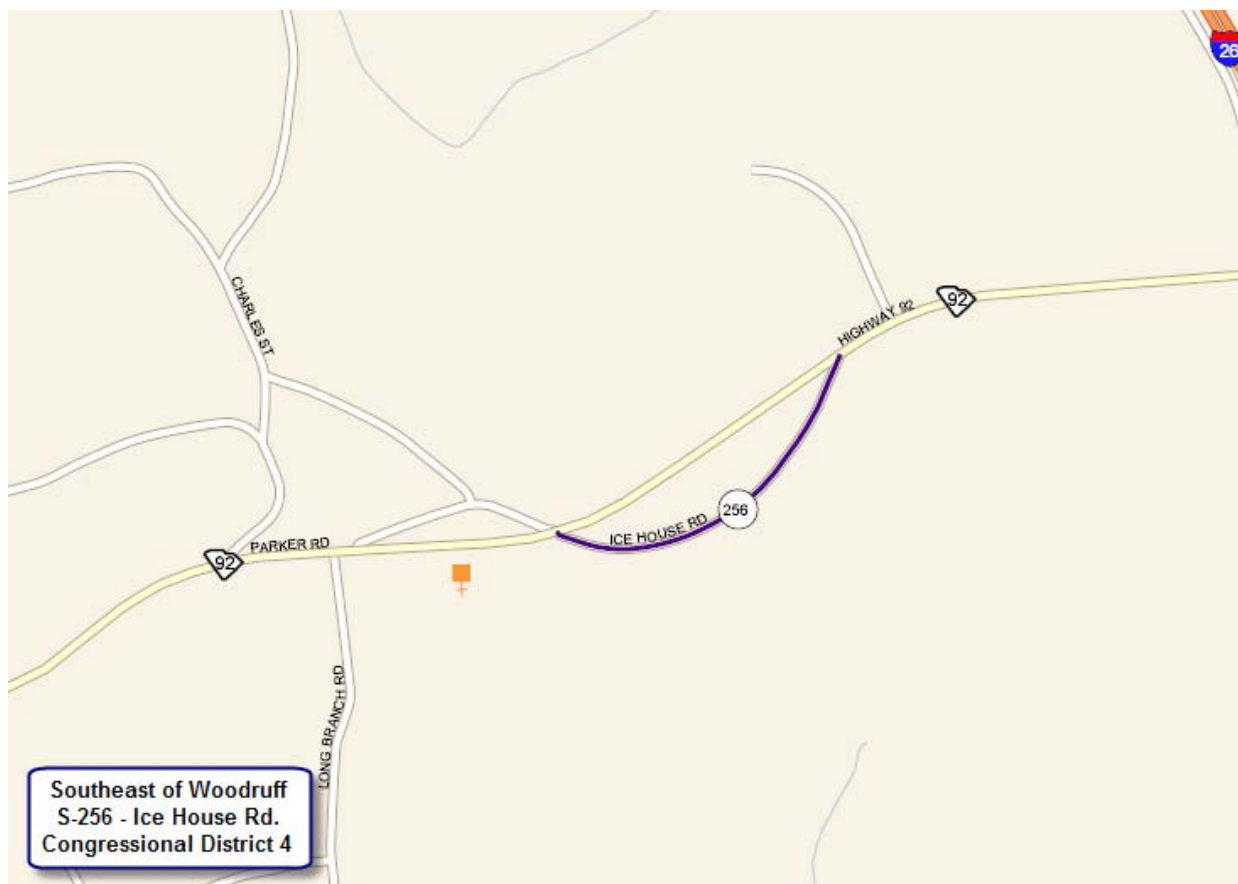 26
92
HIGHWAY 92
CHARLES ST
256
ICE HOUSE RD
PARKER RD
92
LONG BRANCH RD
Southeast of Woodruff
S-256 - Ice House Rd.
Congressional District 4